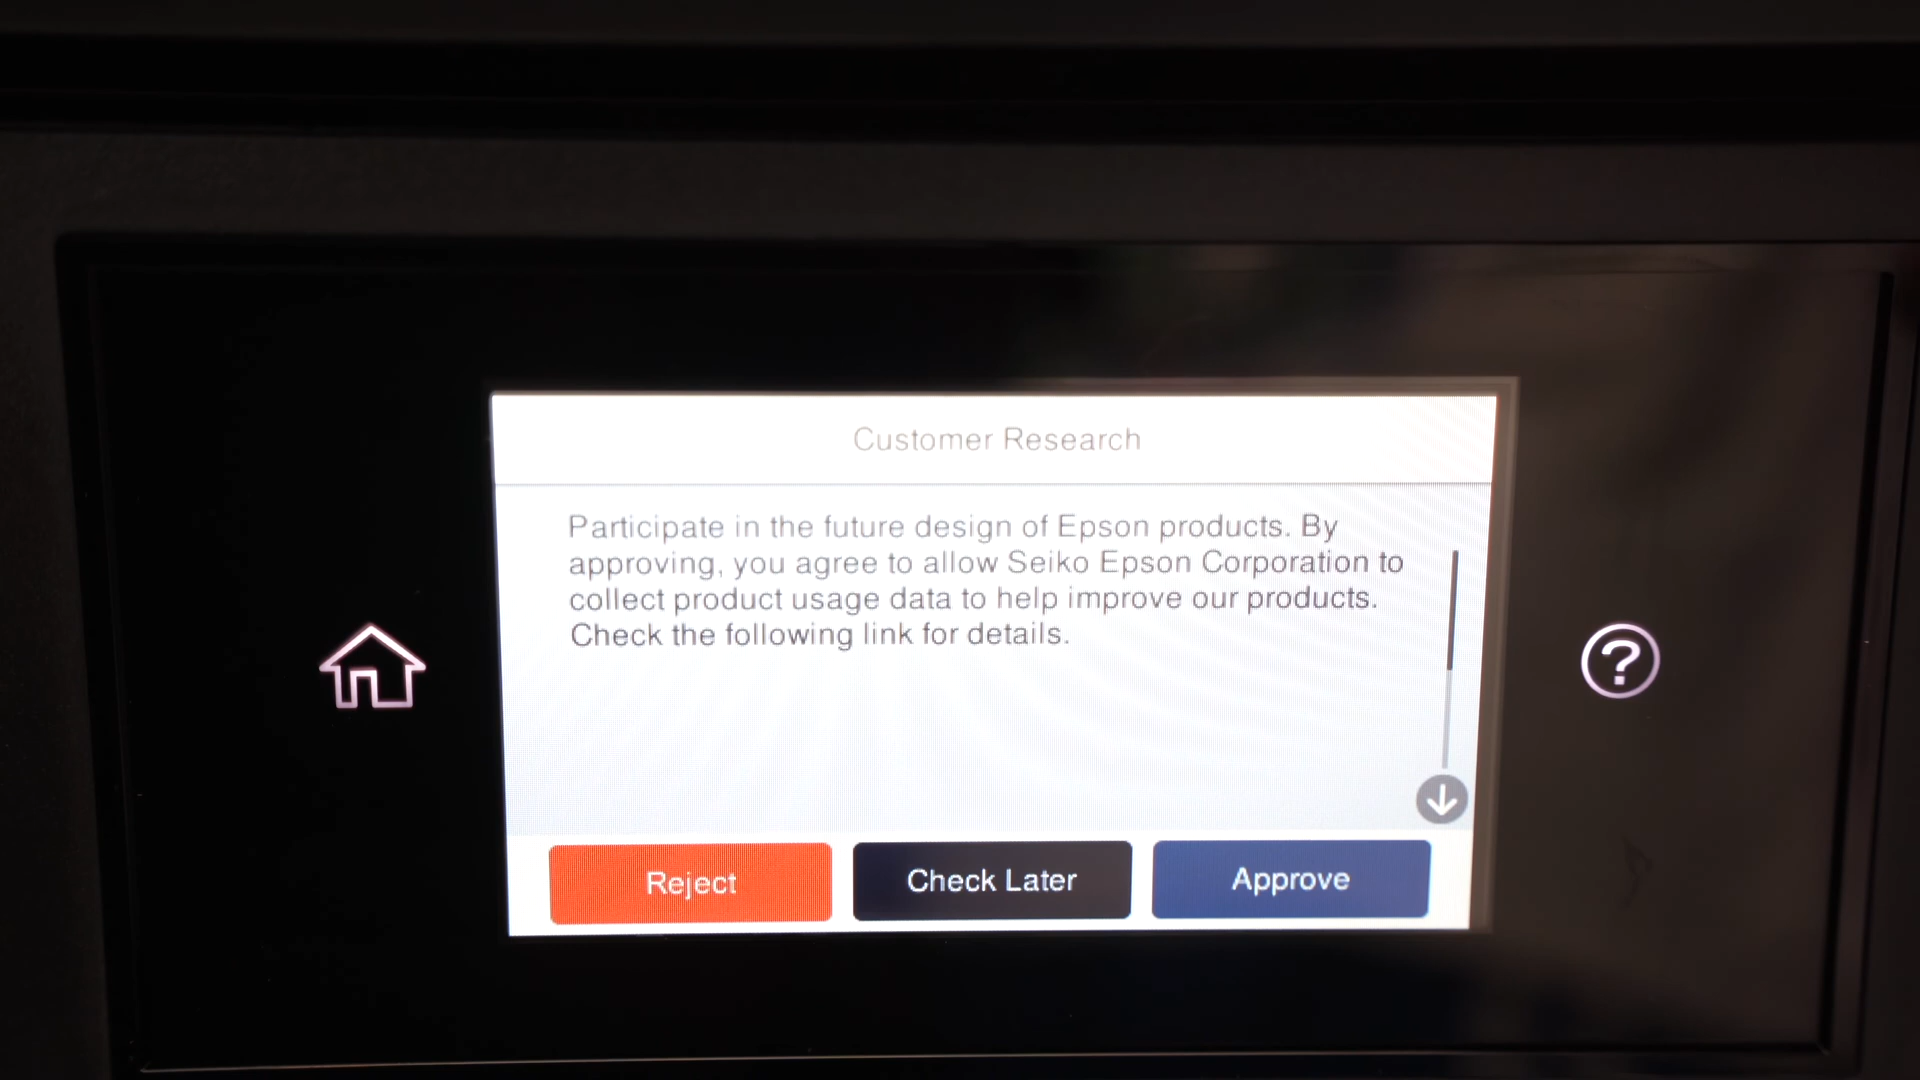 Customer Research
Participate in the future design of Epson products. By
approving, you agree to allow Seiko Epson Corporation to
collect product usage data to help improve our products.
Check the following link for details.
Reject
Check Later
Approve
?